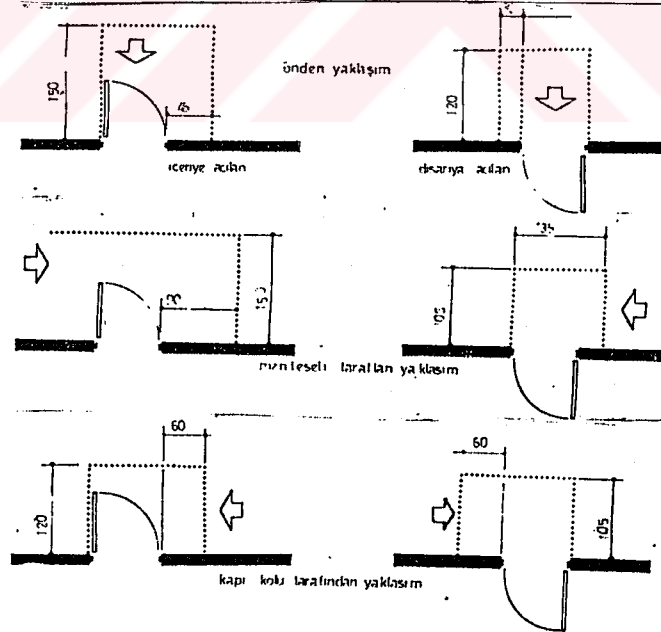 150
45
önden yaklaşım
120
içeriye açılan
dışarıya açılan
150
135
105
menteşeli taraftan yaklaşım
60
60
120
105
kapı kolu tarafından yaklaşım